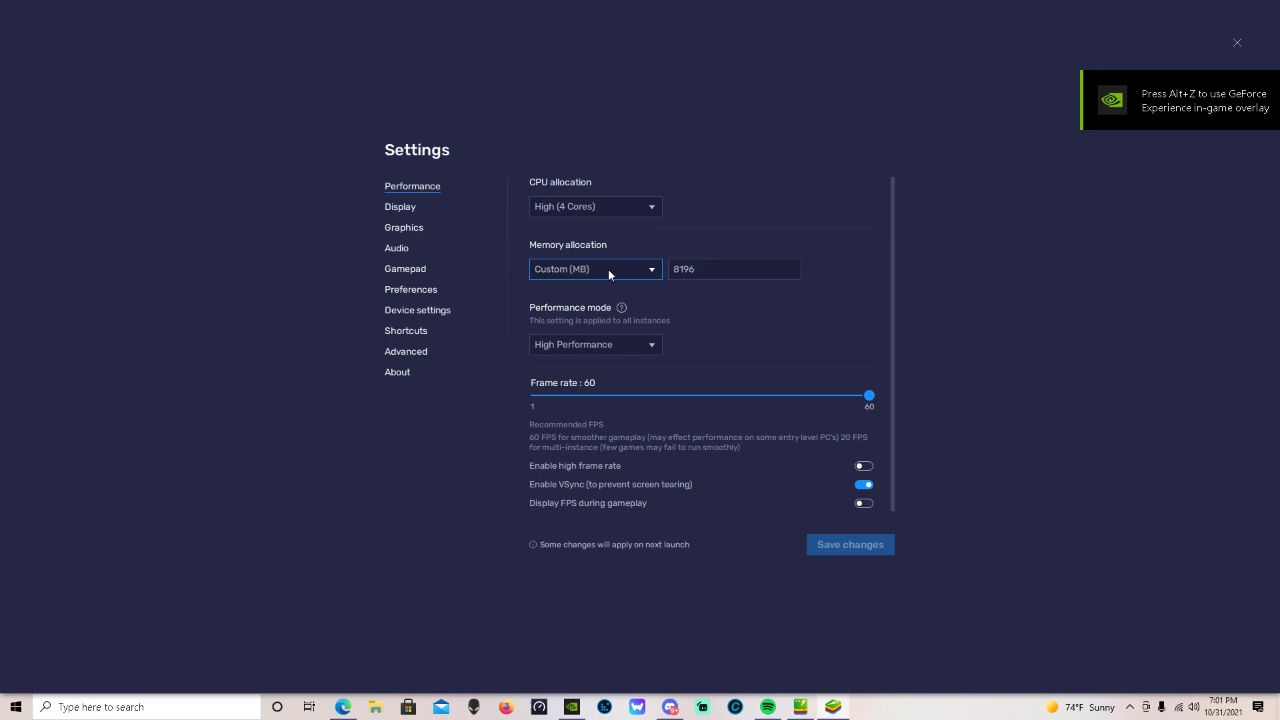 Press Alt+Z to use GeForce
Experience in-game overlay
Settings
Performance
Display
Graphics
Audio
Gamepad
Preferences
Device settings
Shortcuts
Advanced
About
CPU allocation
High (4 Cores)
Memory allocation
Custom (MB)
8196
Performance mode ?
This setting is applied to all instances
High Performance
Frame rate : 60
1
60
Recommended FPS
60 FPS for smoother gameplay (may effect performance on some entry level PC's) 20 FPS
for multi-instance (few games may fail to run smoothly)
Enable high frame rate
Enable VSync (to prevent screen tearing)
Display FPS during gameplay
Some changes will apply on next launch
Save changes
Type here to search
74°F Sunny
7:01 PM
10/31/2021